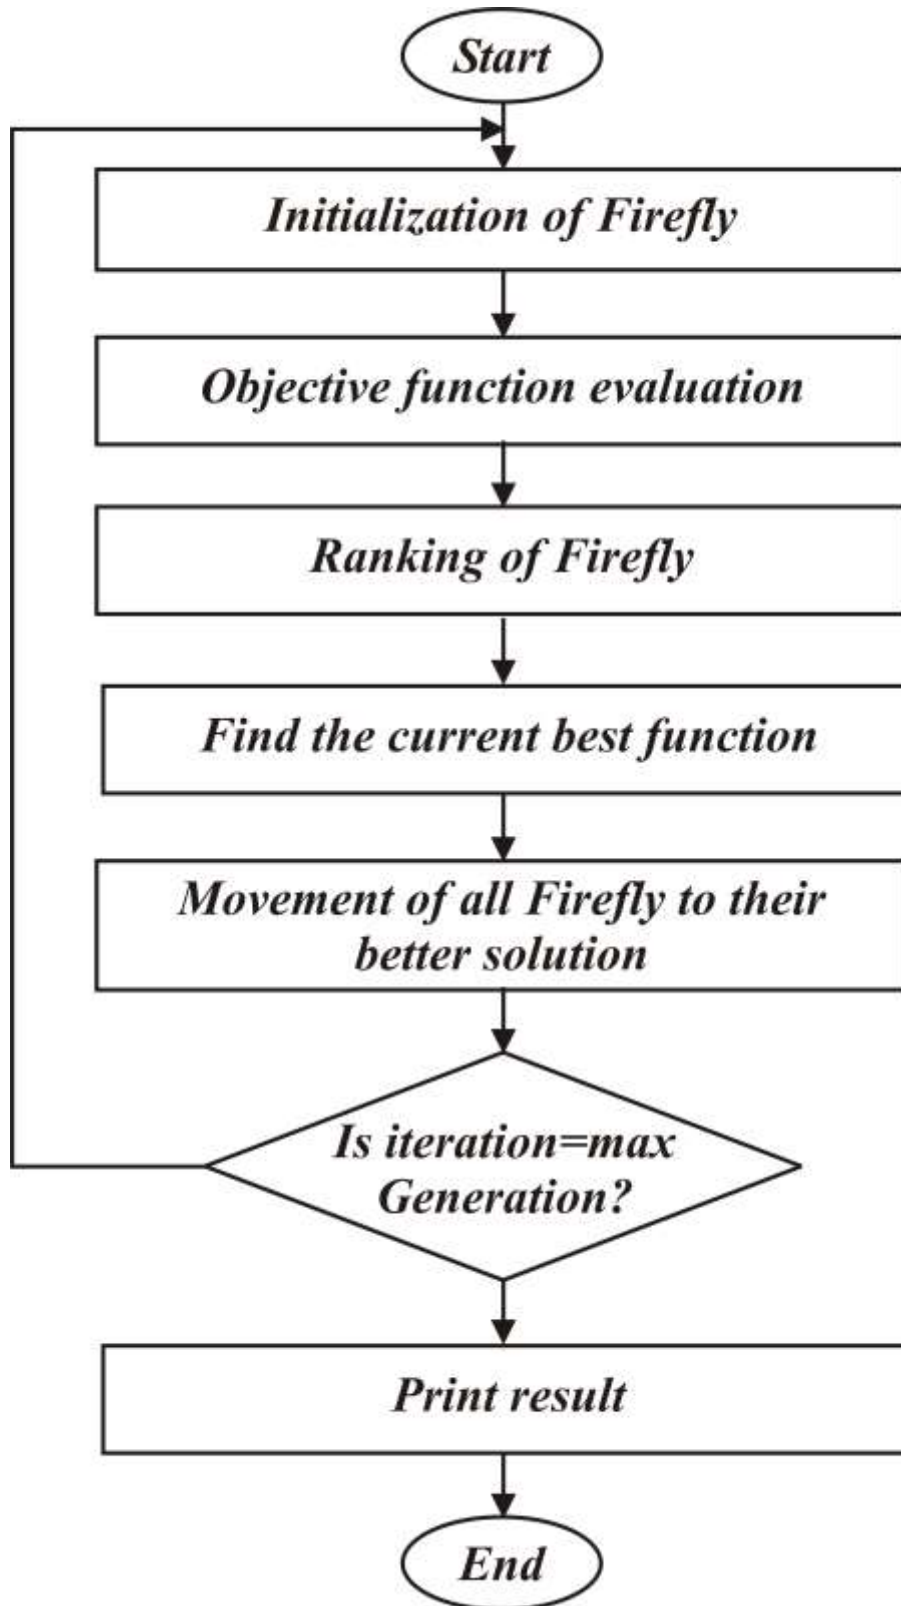 Start
Initialization of Firefly
Objective function evaluation
Ranking of Firefly
Find the current best function
Movement of all Firefly to their
better solution
Is iteration=max
Generation?
Print result
End